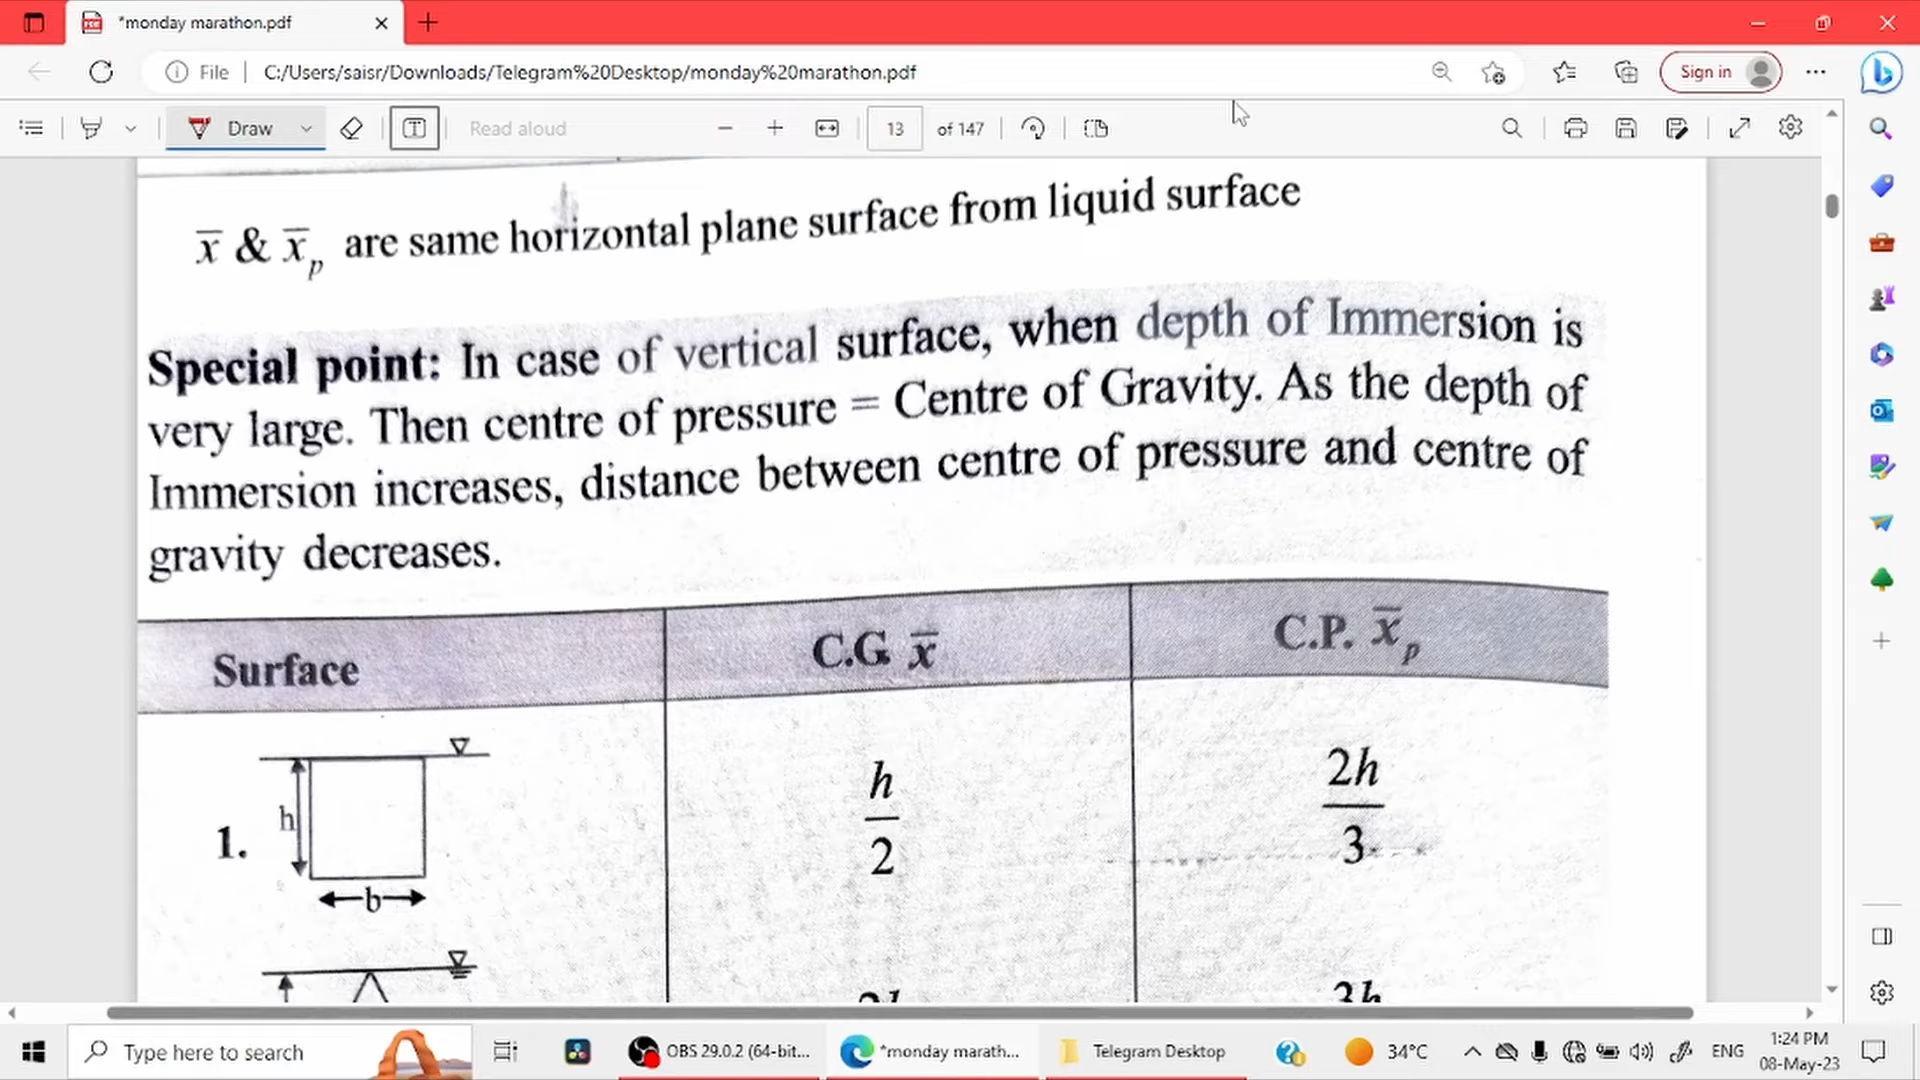 *monday marathon.pdf
File
C:/Users/saisr/Downloads/Telegram%20Desktop/monday%20marathon.pdf
Sign in
Draw
Read aloud
13 of 147
x̄ & x̄p are same horizontal plane surface from liquid surface
Special point: In case of vertical surface, when depth of Immersion is
very large. Then centre of pressure = Centre of Gravity. As the depth of
Immersion increases, distance between centre of pressure and centre of
gravity decreases.
Surface C.G. x̄ C.P. x̄p
1. h b h/2 2h/3
3h
Type here to search
OBS 29.0.2 (64-bit...
*monday marath...
Telegram Desktop
34°C
ENG
1:24 PM
08-May-23